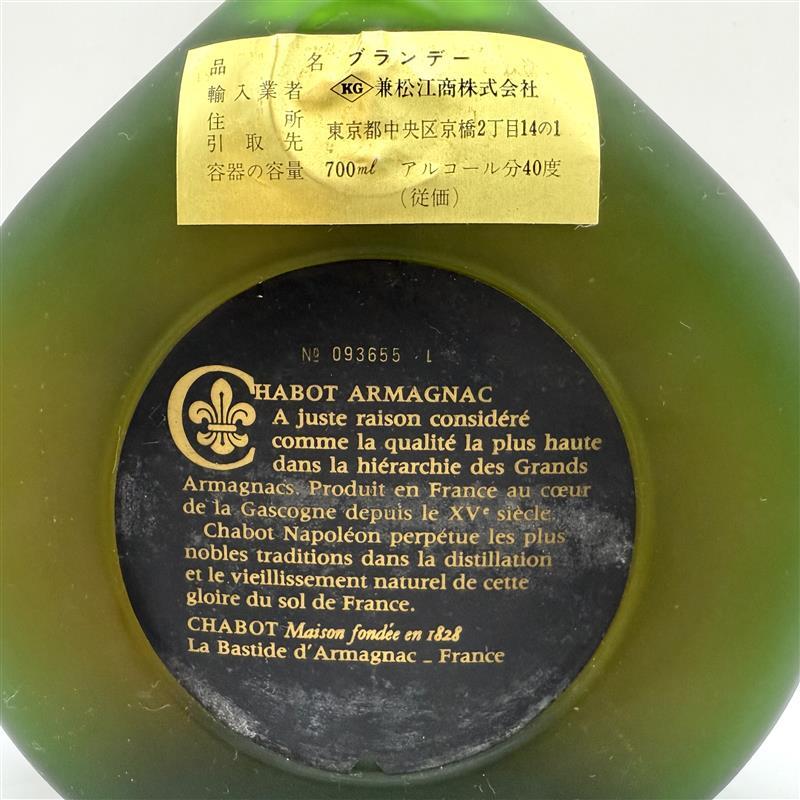 品 名 ブランデー
輸入業者 KG 兼松江商株式会社
住 所
引 取 先 東京都中央区京橋2丁目14の1
容器の容量 700ml アルコール分40度
(従価)
Nº 093655 L
CHABOT ARMAGNAC
A juste raison considéré
comme la qualité la plus haute
dans la hiérarchie des Grands
Armagnacs. Produit en France au cœur
de la Gascogne depuis le XVe siècle.
Chabot Napoléon perpétue les plus
nobles traditions dans la distillation
et le vieillissement naturel de cette
gloire du sol de France.
CHABOT Maison fondée en 1828
La Bastide d'Armagnac - France